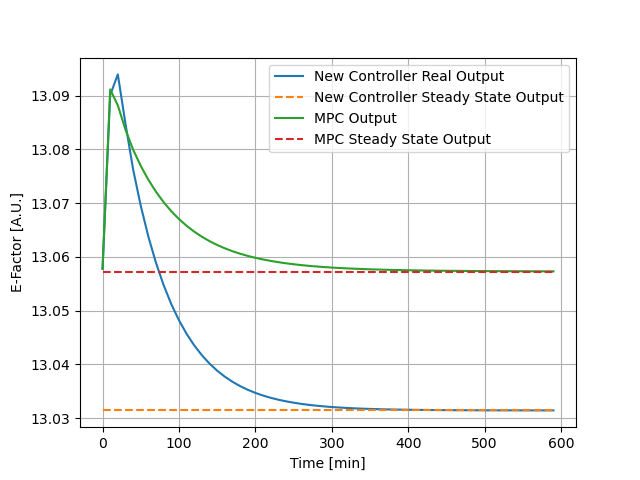 New Controller Real Output
New Controller Steady State Output
MPC Output
MPC Steady State Output
E-Factor [A.U.]
13.09
13.08
13.07
13.06
13.05
13.04
13.03
0 100 200 300 400 500 600
Time [min]